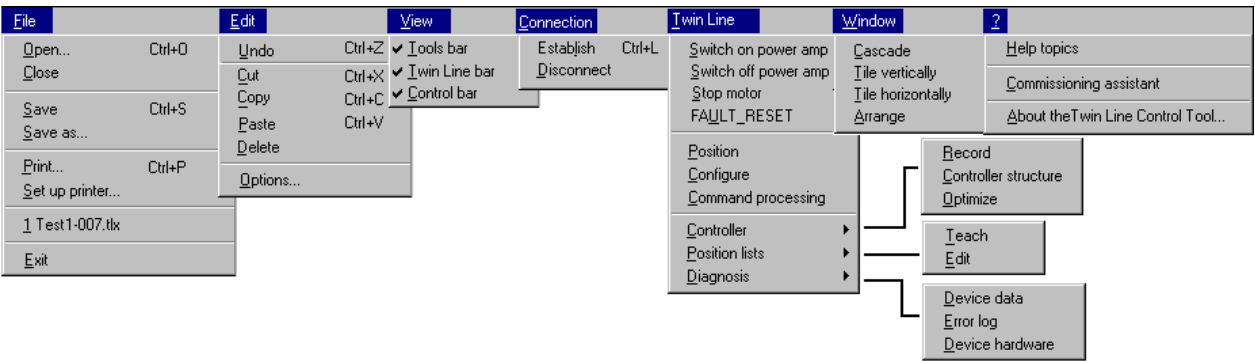 File
Open... Ctrl+O
Close
Save Ctrl+S
Save as...
Print... Ctrl+P
Set up printer...
1 Test1-007.tlx
Exit
Edit
Undo Ctrl+Z
Cut Ctrl+X
Copy Ctrl+C
Paste Ctrl+V
Delete
Options...
View
Tools bar
Twin Line bar
Control bar
Connection
Establish Ctrl+L
Disconnect
Twin Line
Switch on power amp
Switch off power amp
Stop motor
FAULT_RESET
Position
Configure
Command processing
Controller
Position lists
Diagnosis
Record
Controller structure
Optimize
Teach
Edit
Device data
Error log
Device hardware
Window
Cascade
Tile vertically
Tile horizontally
Arrange
?
Help topics
Commissioning assistant
About theTwin Line Control Tool...